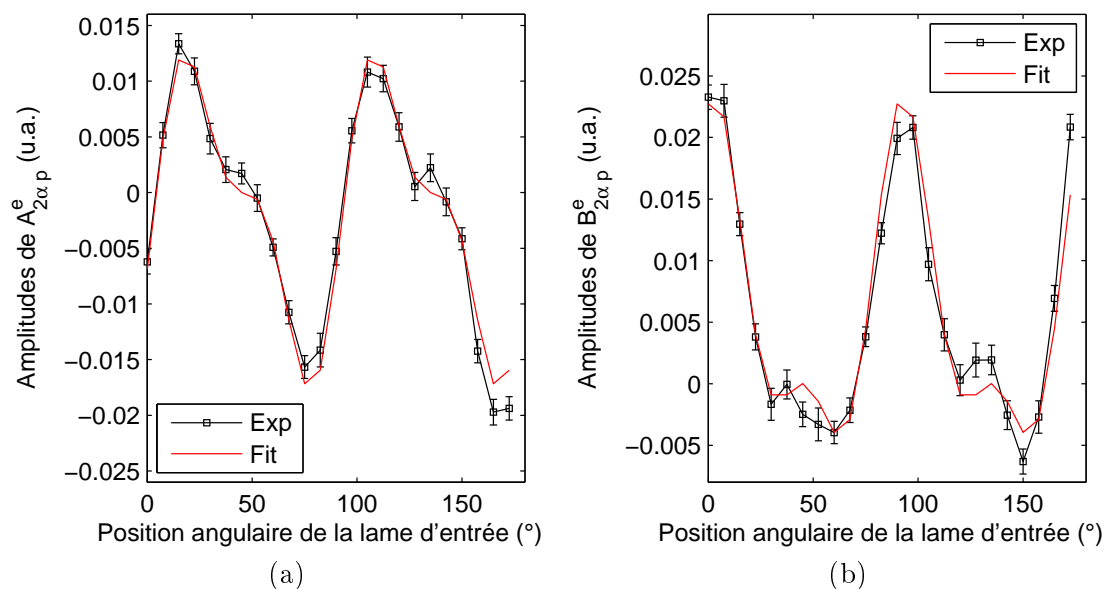 0.015
0.01
0.005
0
−0.005
−0.01
−0.015
−0.02
−0.025
Amplitudes de A^e_{2α p} (u.a.)
Exp
Fit
0 50 100 150
Position angulaire de la lame d'entrée (°)
(a)
0.025
0.02
0.015
0.01
0.005
0
−0.005
Amplitudes de B^e_{2α p} (u.a.)
Exp
Fit
0 50 100 150
Position angulaire de la lame d'entrée (°)
(b)